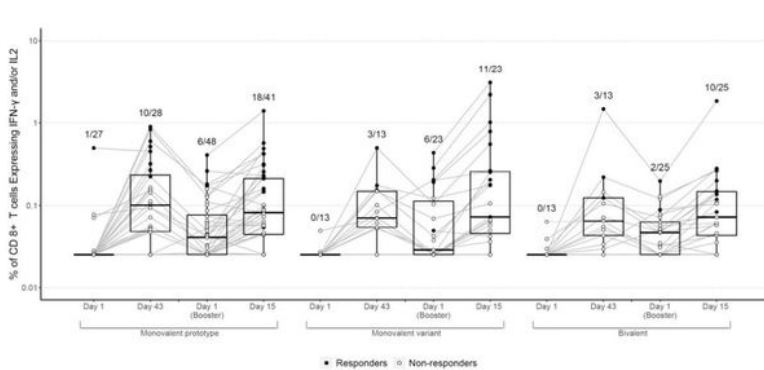 % of CD 8+ T cells Expressing IFN-γ and/or IL2
10
1
0.1
0.01
1/27
10/28
6/48
18/41
0/13
3/13
6/23
11/23
0/13
3/13
2/25
10/25
Day 1
Day 43
Day 1
(Booster)
Day 15
Day 1
Day 43
Day 1
(Booster)
Day 15
Day 1
Day 43
Day 1
(Booster)
Day 15
Monovalent prototype
Monovalent variant
Bivalent
Responders
Non-responders